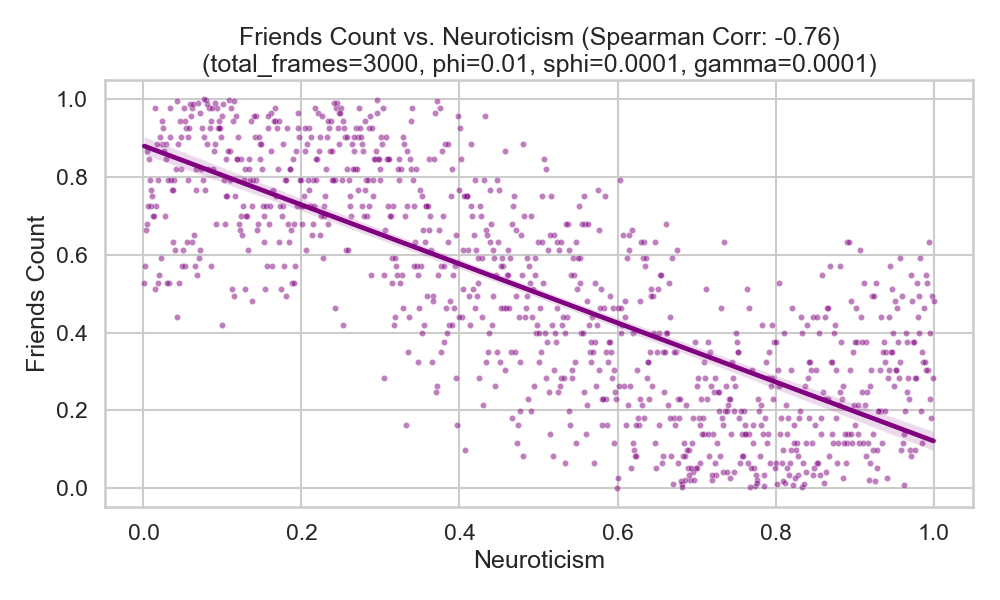 Friends Count vs. Neuroticism (Spearman Corr: -0.76)
(total_frames=3000, phi=0.01, sphi=0.0001, gamma=0.0001)
1.0
0.8
0.6
0.4
0.2
0.0
Friends Count
0.0 0.2 0.4 0.6 0.8 1.0
Neuroticism